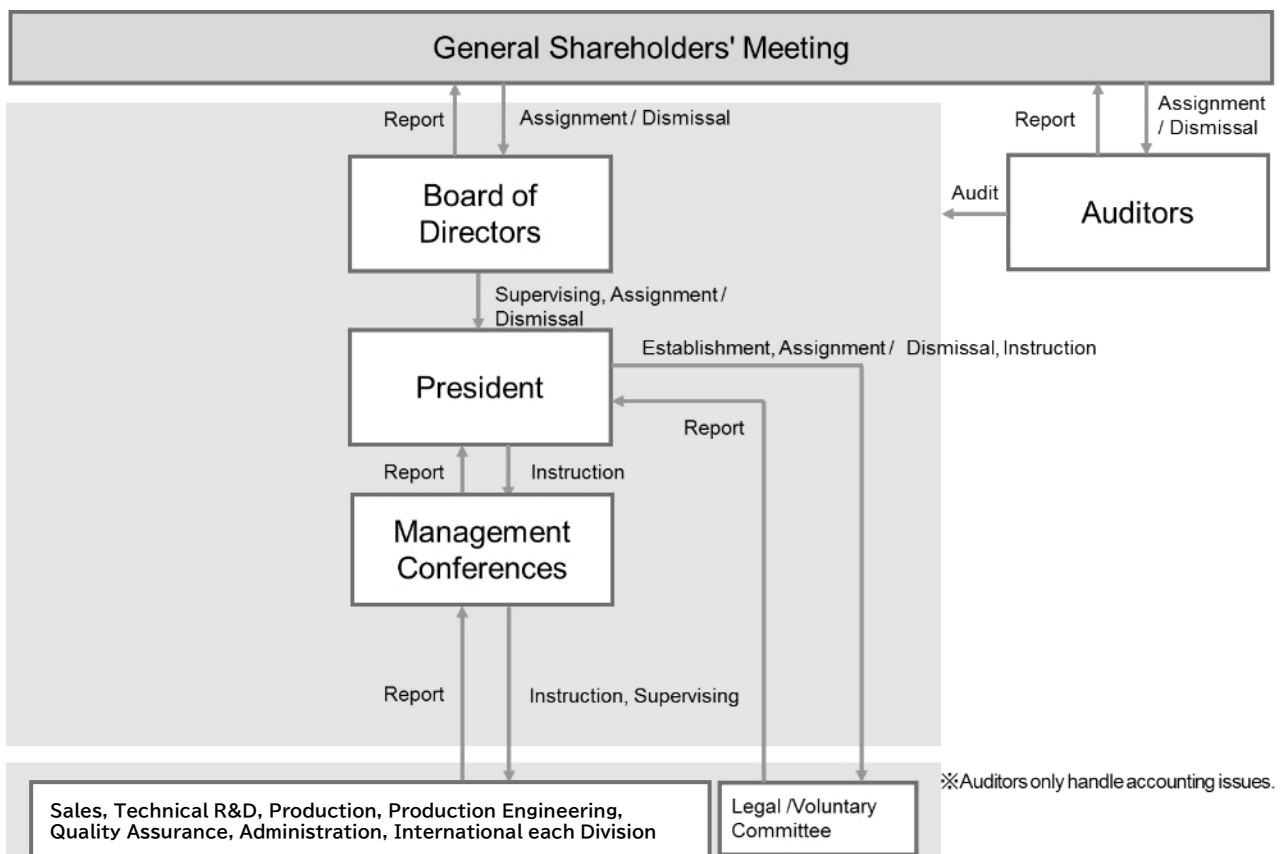 General Shareholders' Meeting
Report
Assignment / Dismissal
Report
Assignment
/ Dismissal
Board of
Directors
Audit
Auditors
Supervising, Assignment /
Dismissal
President
Establishment, Assignment / Dismissal, Instruction
Report
Report
Instruction
Management
Conferences
Report
Instruction, Supervising
※Auditors only handle accounting issues.
Sales, Technical R&D, Production, Production Engineering,
Quality Assurance, Administration, International each Division
Legal /Voluntary
Committee